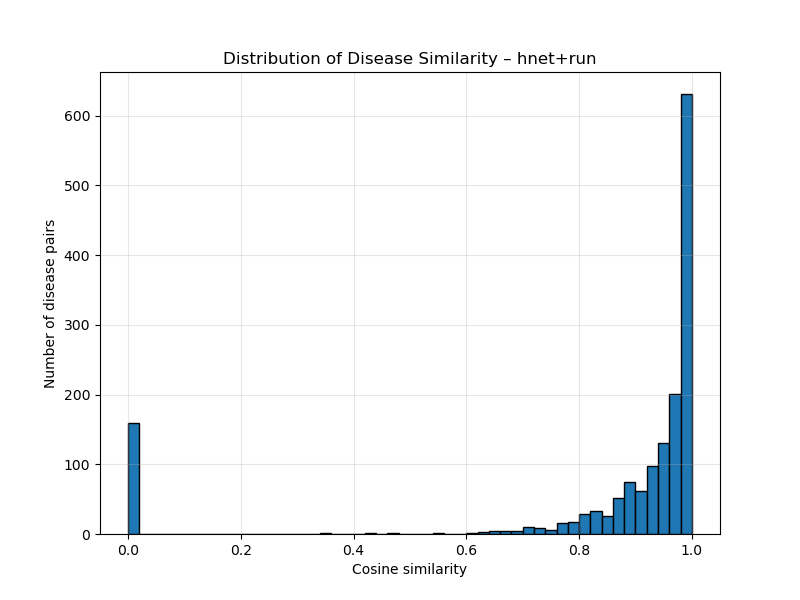 Distribution of Disease Similarity – hnet+run
Number of disease pairs
600
500
400
300
200
100
0
0.0 0.2 0.4 0.6 0.8 1.0
Cosine similarity